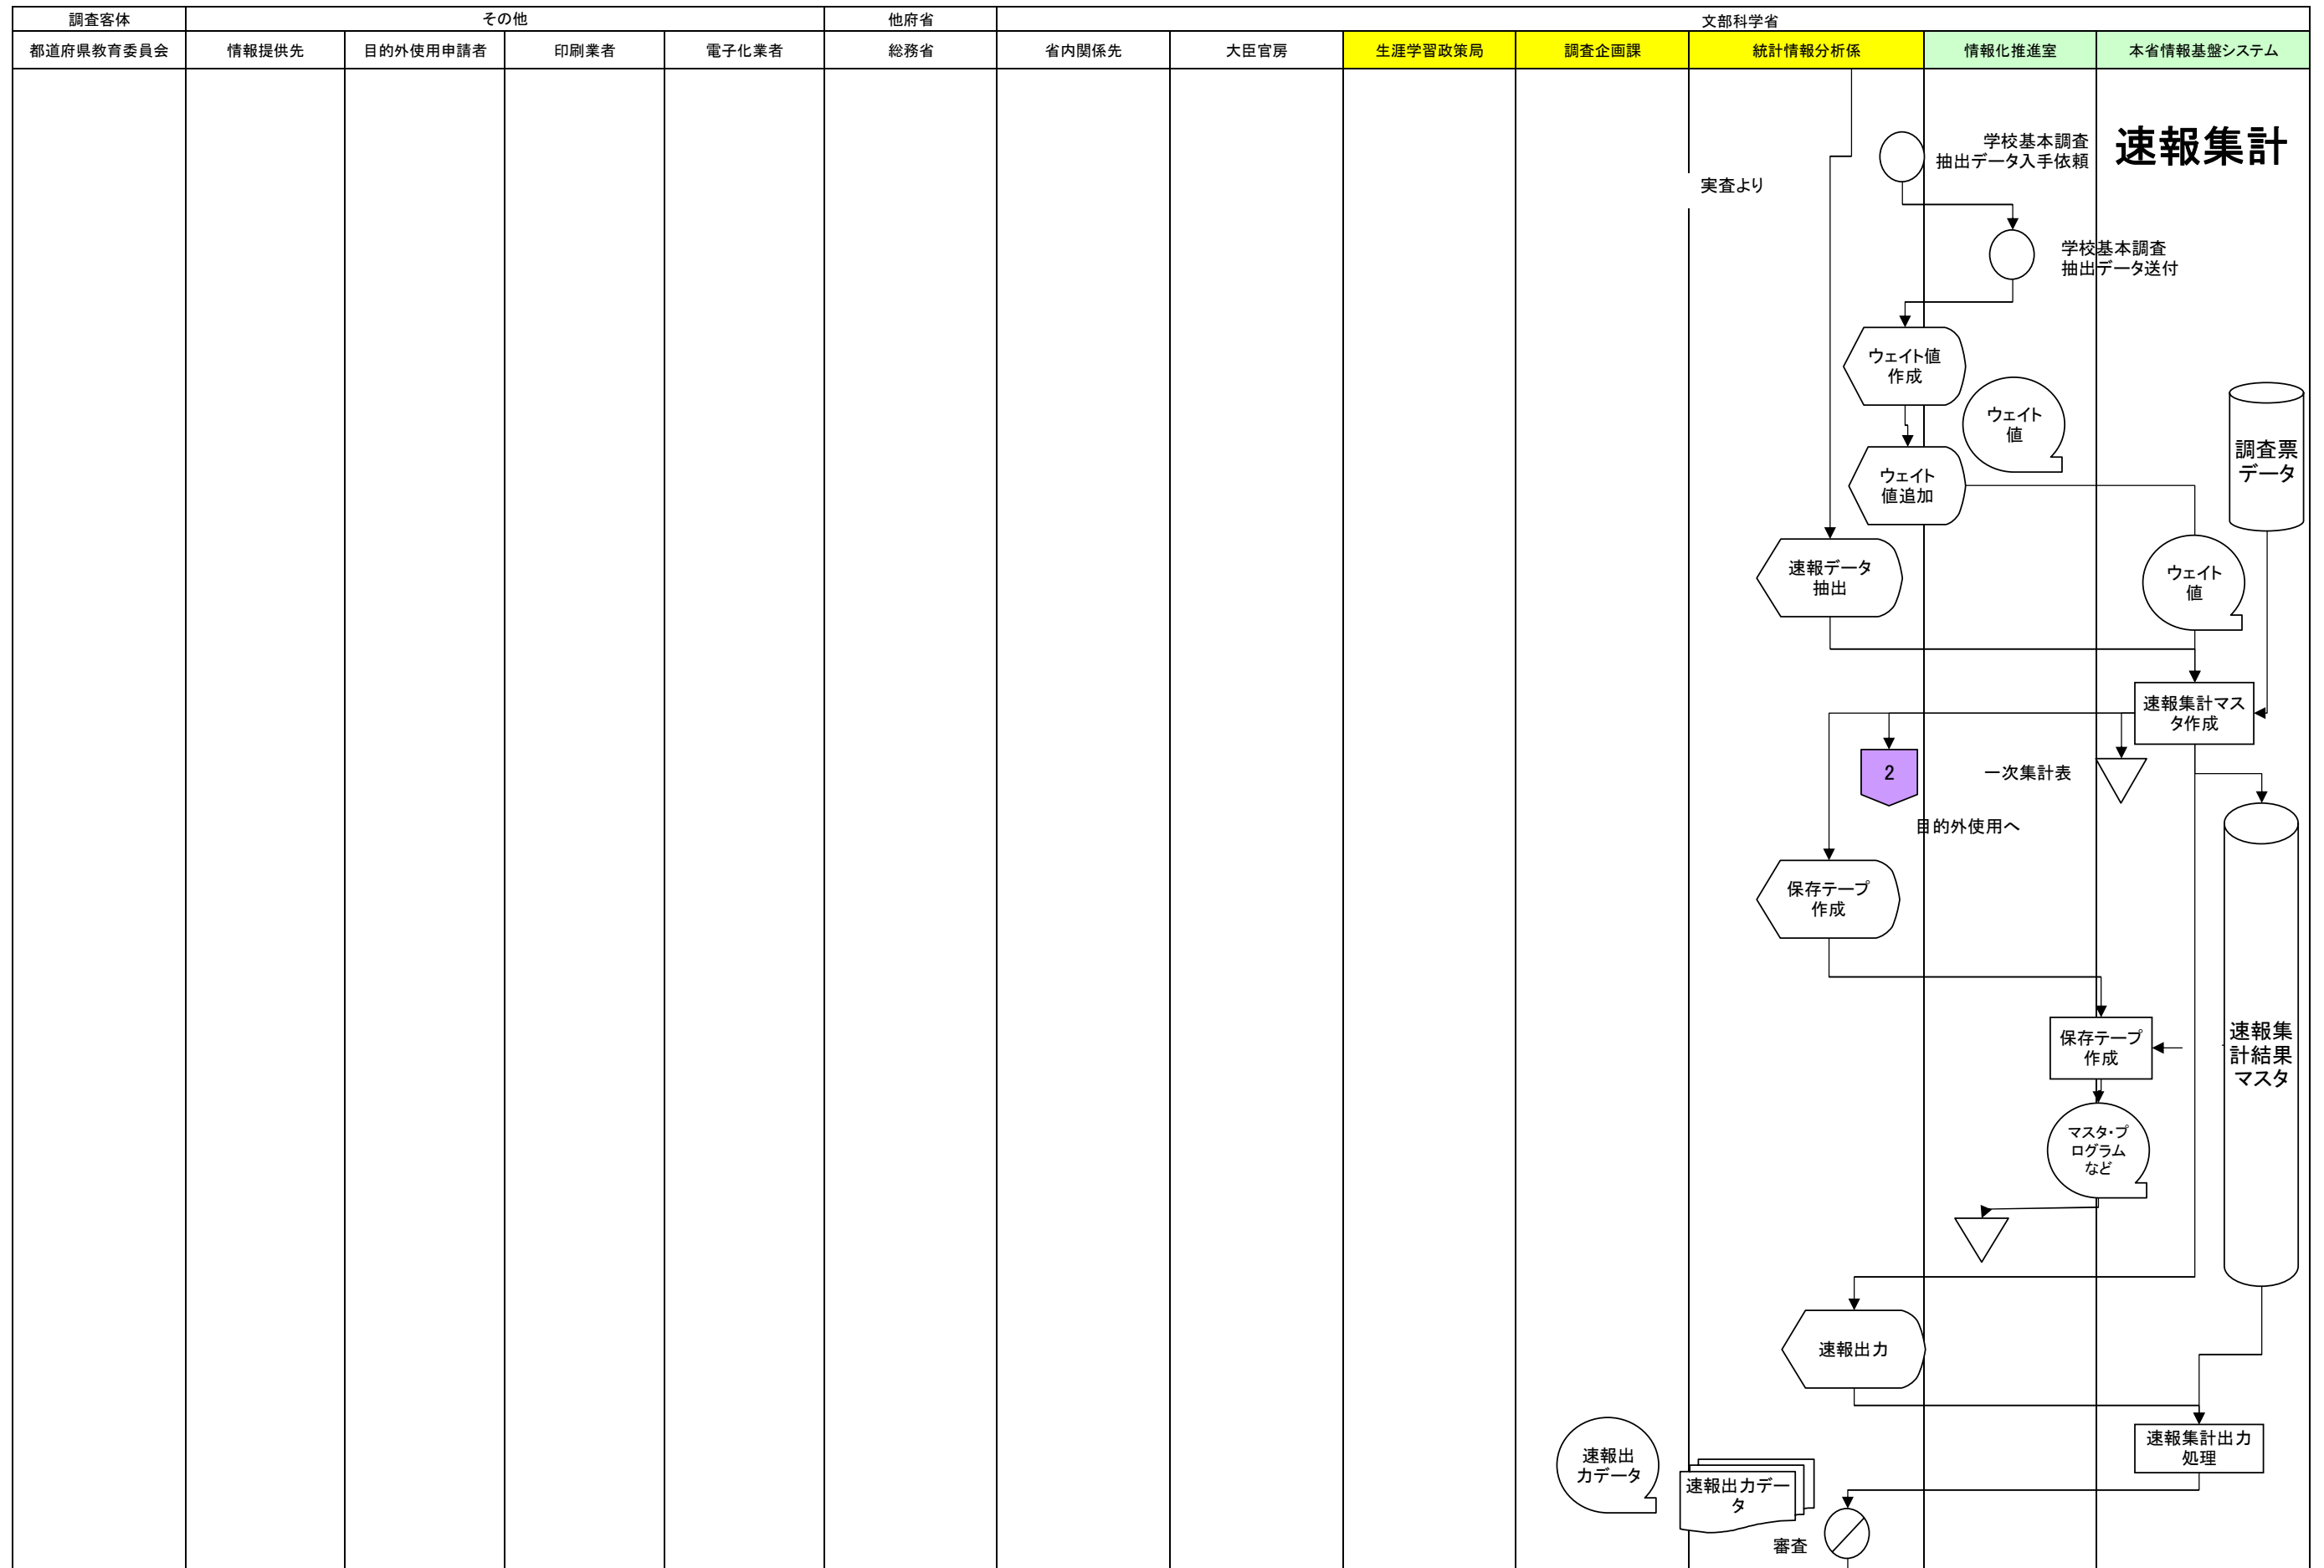 調査客体
その他
他府省
文部科学省
都道府県教育委員会
情報提供先
目的外使用申請者
印刷業者
電子化業者
総務省
省内関係先
大臣官房
生涯学習政策局
調査企画課
統計情報分析係
情報化推進室
本省情報基盤システム
速報集計
学校基本調査
抽出データ入手依頼
実査より
学校基本調査
抽出データ送付
ウェイト値
作成
ウェイト
値
調査票
データ
ウェイト
値追加
速報データ
抽出
ウェイト
値
速報集計マス
タ作成
2
一次集計表
目的外使用へ
保存テープ
作成
保存テープ
作成
速報集
計結果
マスタ
マスタ・プ
ログラム
など
速報出力
速報集計出力
処理
速報出
力データ
速報出力デー
タ
審査